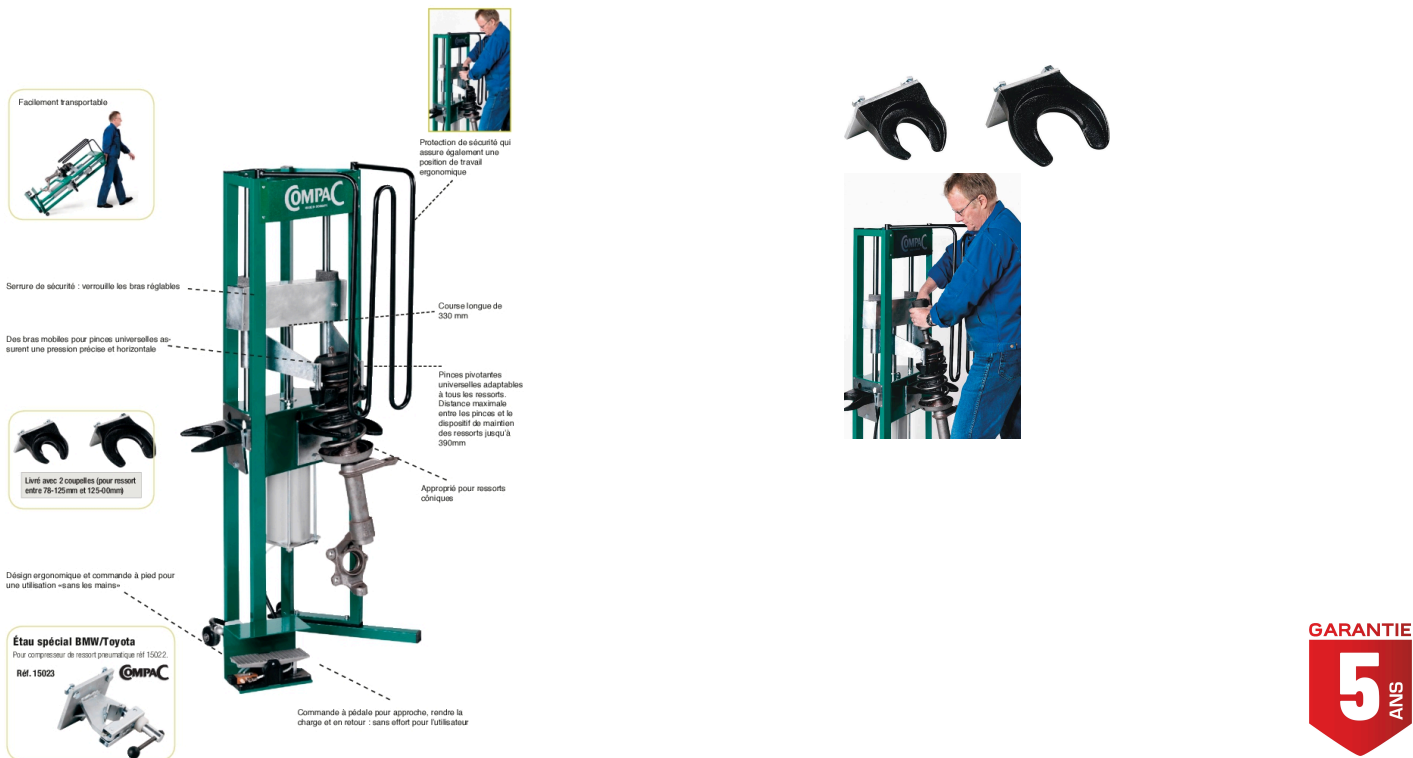 Facilement transportable
Protection de sécurité qui
assure également une
position de travail
ergonomique
COMPAC
Serrure de sécurité : verrouille les bras réglables
Course longue de
330 mm
Des bras mobiles pour pinces universelles as-
surent une pression précise et horizontale
Pinces pivotantes
universelles adaptables
à tous les ressorts.
Distance maximale
entre les pinces et le
dispositif de maintien
des ressorts jusqu'à
390mm
Livré avec 2 coupelles (pour ressort
entre 78-125mm et 125-00mm)
Approprié pour ressorts
côniques
Désign ergonomique et commande à pied pour
une utilisation «sans les mains»
Étau spécial BMW/Toyota
Pour compresseur de ressort pneumatique réf 15022.
Réf. 15023
COMPAC
Commande à pédale pour approche, rendre la
charge et en retour : sans effort pour l'utilisateur
COMPAC
GARANTIE
5
ANS